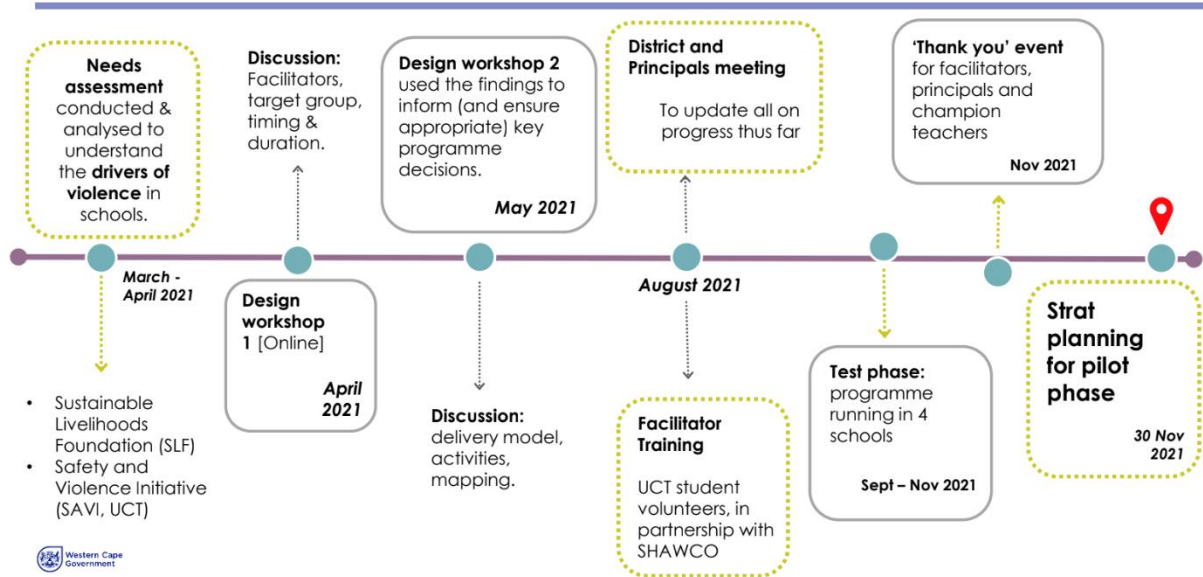 Needs
assessment
conducted &
analysed to
understand
the drivers of
violence in
schools.
March -
April 2021
• Sustainable
Livelihoods
Foundation (SLF)
• Safety and
Violence Initiative
(SAVI, UCT)
Discussion:
Facilitators,
target group,
timing &
duration.
Design
workshop
1 [Online]
April
2021
Design workshop 2
used the findings to
inform (and ensure
appropriate) key
programme
decisions.
May 2021
Discussion:
delivery model,
activities,
mapping.
District and
Principals meeting
To update all on
progress thus far
August 2021
Facilitator
Training
UCT student
volunteers, in
partnership with
SHAWCO
Test phase:
programme
running in 4
schools
Sept – Nov 2021
‘Thank you’ event
for facilitators,
principals and
champion
teachers
Nov 2021
Strat
planning
for pilot
phase
30 Nov
2021
Western Cape
Government